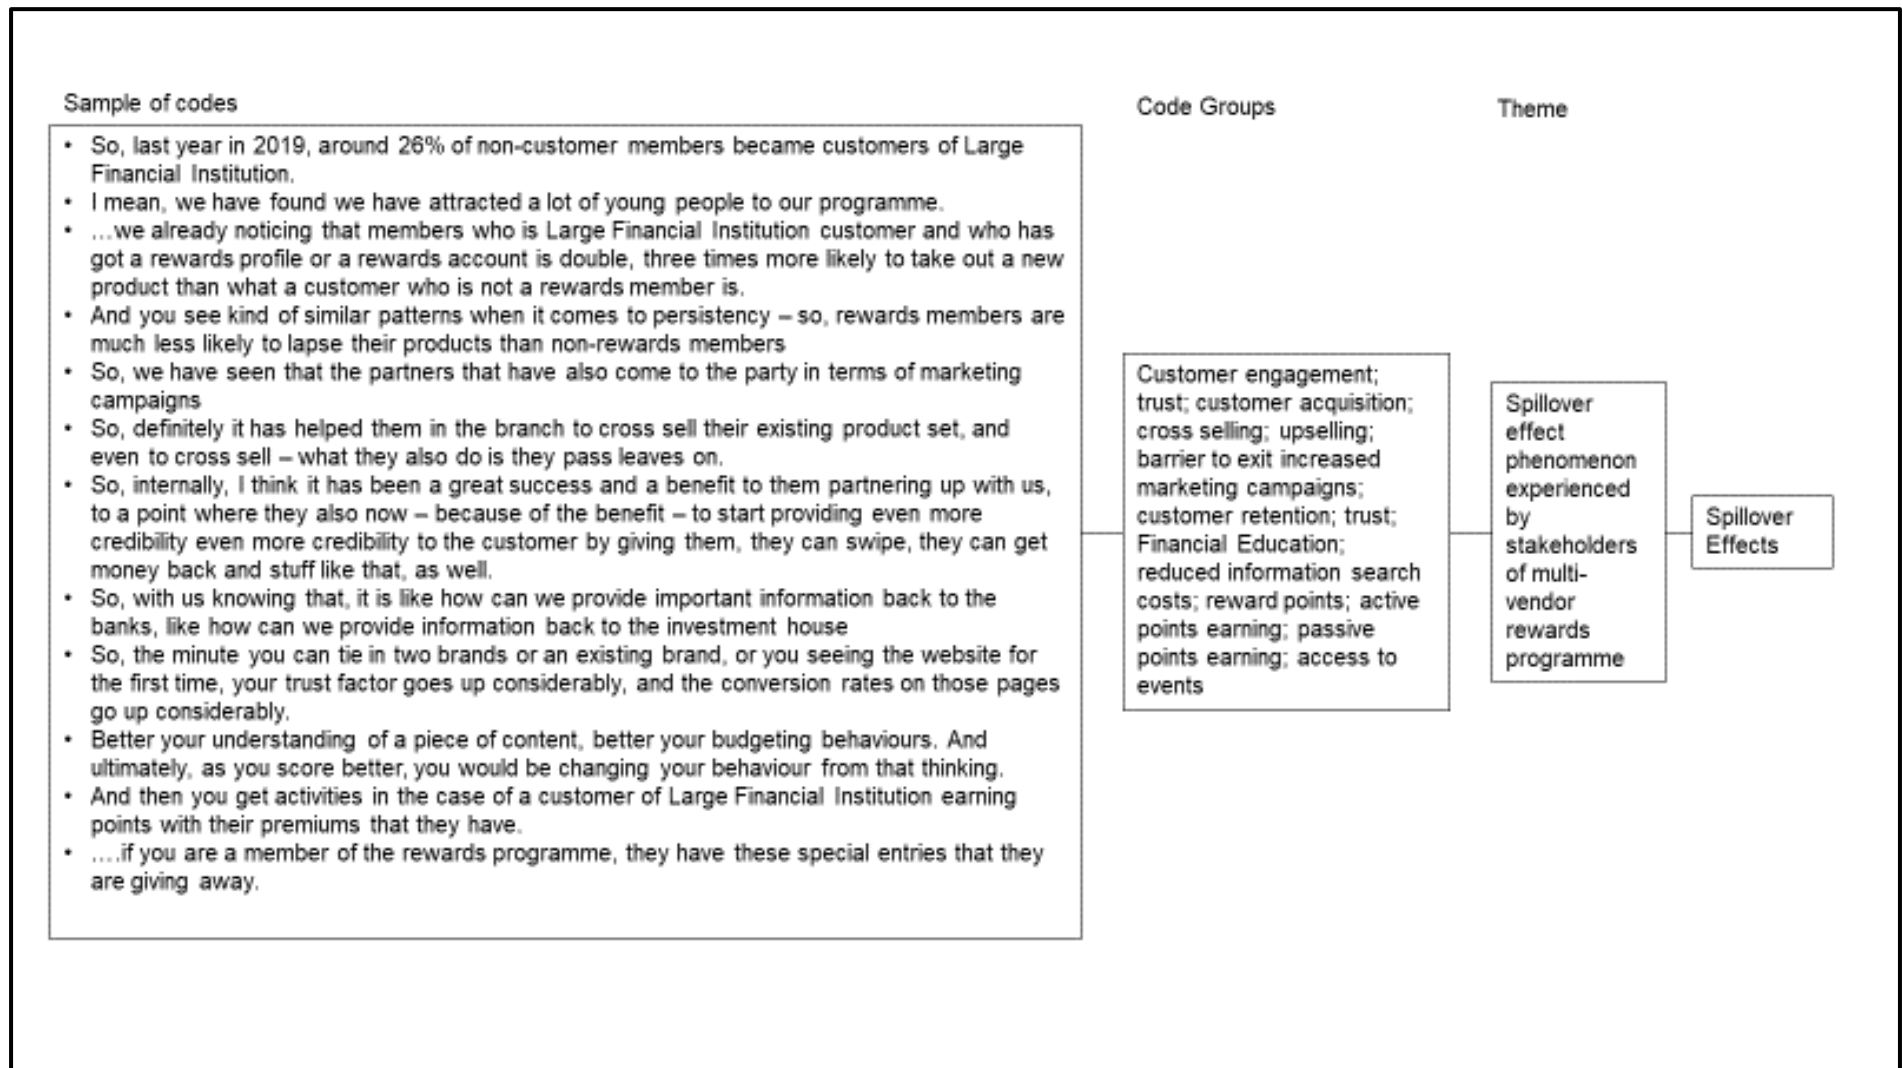 Sample of codes
• So, last year in 2019, around 26% of non-customer members became customers of Large
Financial Institution.
• I mean, we have found we have attracted a lot of young people to our programme.
• …we already noticing that members who is Large Financial Institution customer and who has
got a rewards profile or a rewards account is double, three times more likely to take out a new
product than what a customer who is not a rewards member is.
• And you see kind of similar patterns when it comes to persistency – so, rewards members are
much less likely to lapse their products than non-rewards members
• So, we have seen that the partners that have also come to the party in terms of marketing
campaigns
• So, definitely it has helped them in the branch to cross sell their existing product set, and
even to cross sell – what they also do is they pass leaves on.
• So, internally, I think it has been a great success and a benefit to them partnering up with us,
to a point where they also now – because of the benefit – to start providing even more
credibility even more credibility to the customer by giving them, they can swipe, they can get
money back and stuff like that, as well.
• So, with us knowing that, it is like how can we provide important information back to the
banks, like how can we provide information back to the investment house
• So, the minute you can tie in two brands or an existing brand, or you seeing the website for
the first time, your trust factor goes up considerably, and the conversion rates on those pages
go up considerably.
• Better your understanding of a piece of content, better your budgeting behaviours. And
ultimately, as you score better, you would be changing your behaviour from that thinking.
• And then you get activities in the case of a customer of Large Financial Institution earning
points with their premiums that they have.
• ….if you are a member of the rewards programme, they have these special entries that they
are giving away.
Code Groups
Customer engagement;
trust; customer acquisition;
cross selling; upselling;
barrier to exit increased
marketing campaigns;
customer retention; trust;
Financial Education;
reduced information search
costs; reward points; active
points earning; passive
points earning; access to
events
Theme
Spillover
effect
phenomenon
experienced
by
stakeholders
of multi-
vendor
rewards
programme
Spillover
Effects